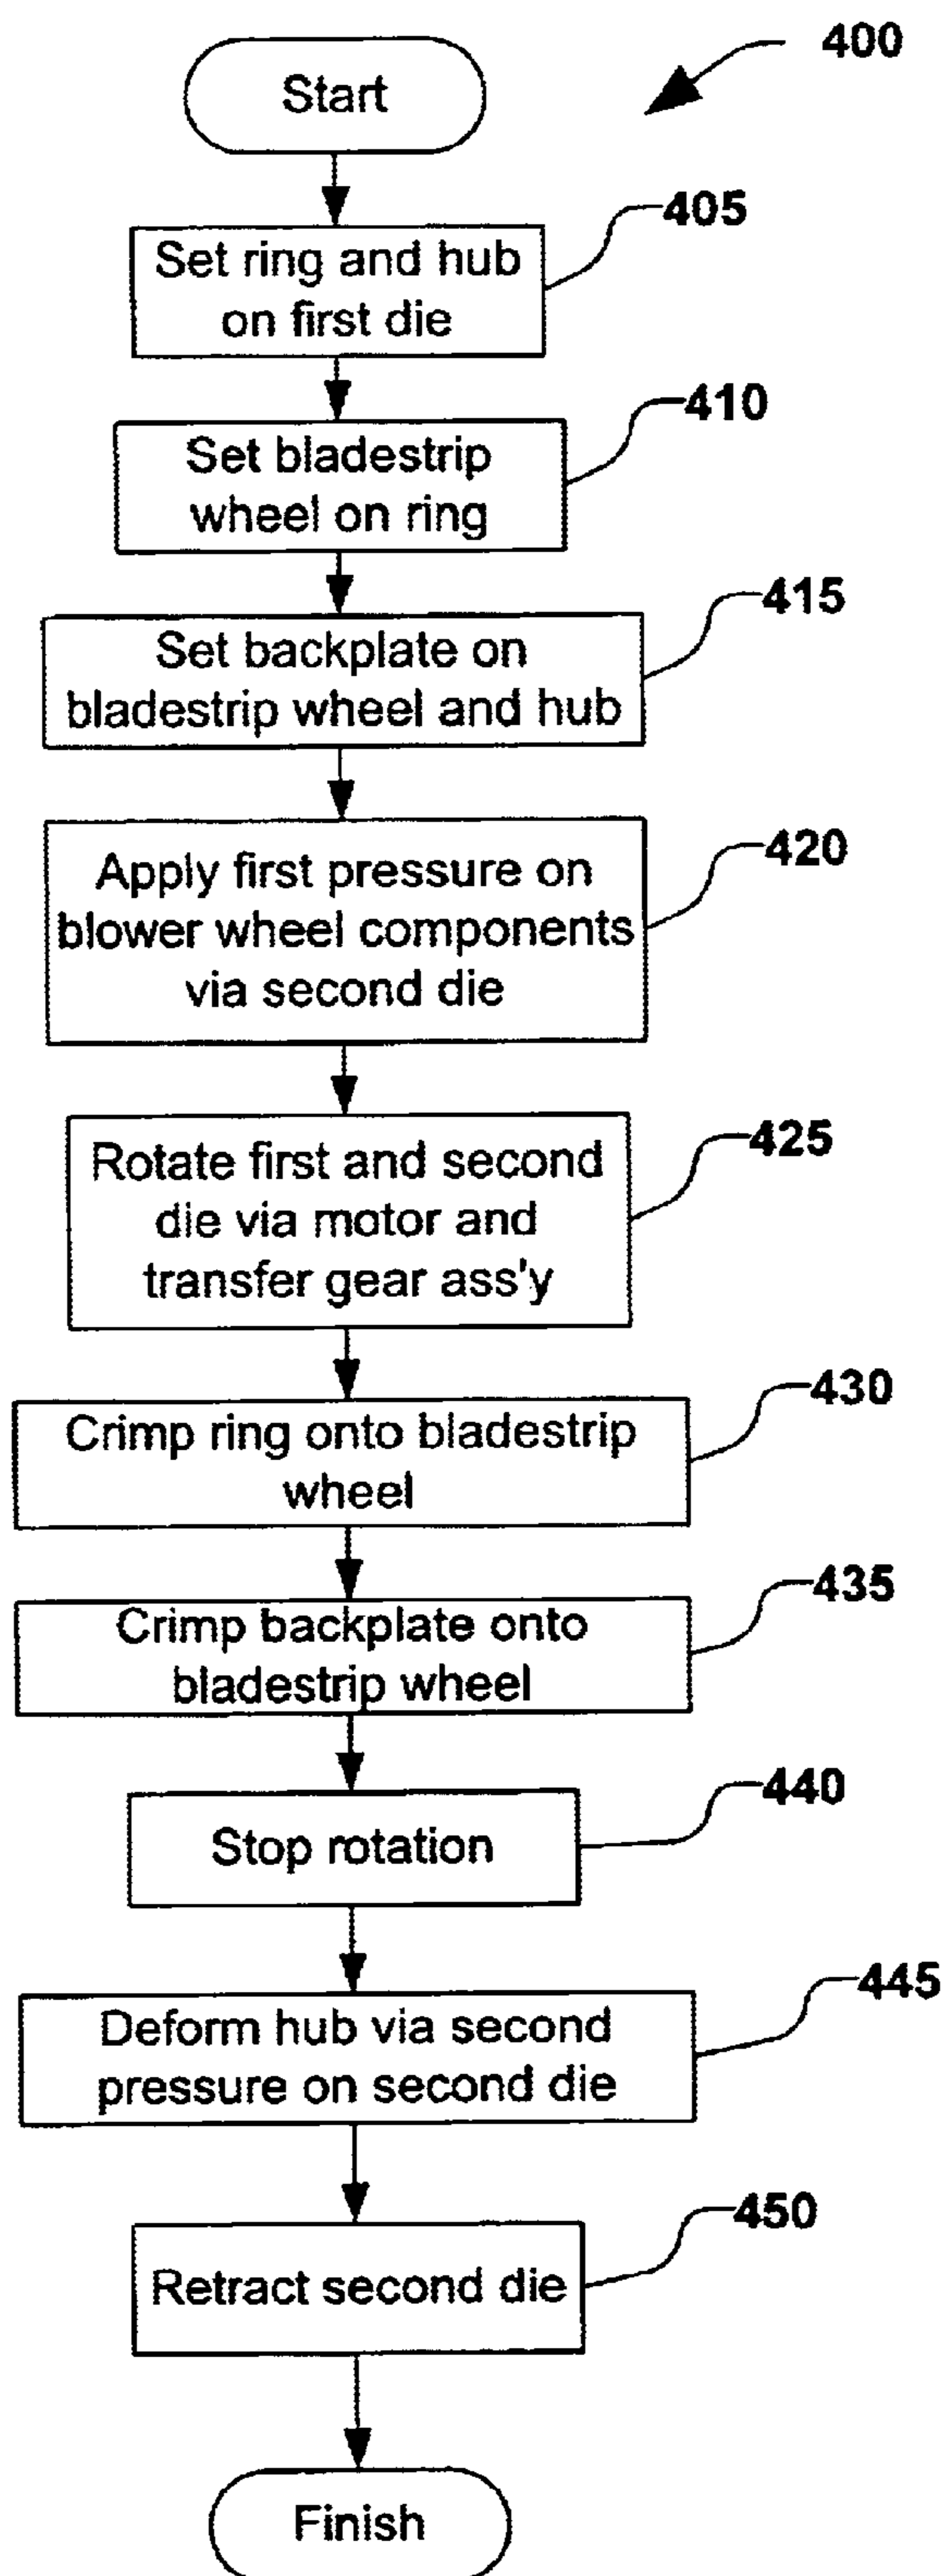 400
Start
405
Set ring and hub
on first die
410
Set bladestrip
wheel on ring
415
Set backplate on
bladestrip wheel and hub
420
Apply first pressure on
blower wheel components
via second die
425
Rotate first and second
die via motor and
transfer gear ass'y
430
Crimp ring onto bladestrip
wheel
435
Crimp backplate onto
bladestrip wheel
440
Stop rotation
445
Deform hub via second
pressure on second die
450
Retract second die
Finish